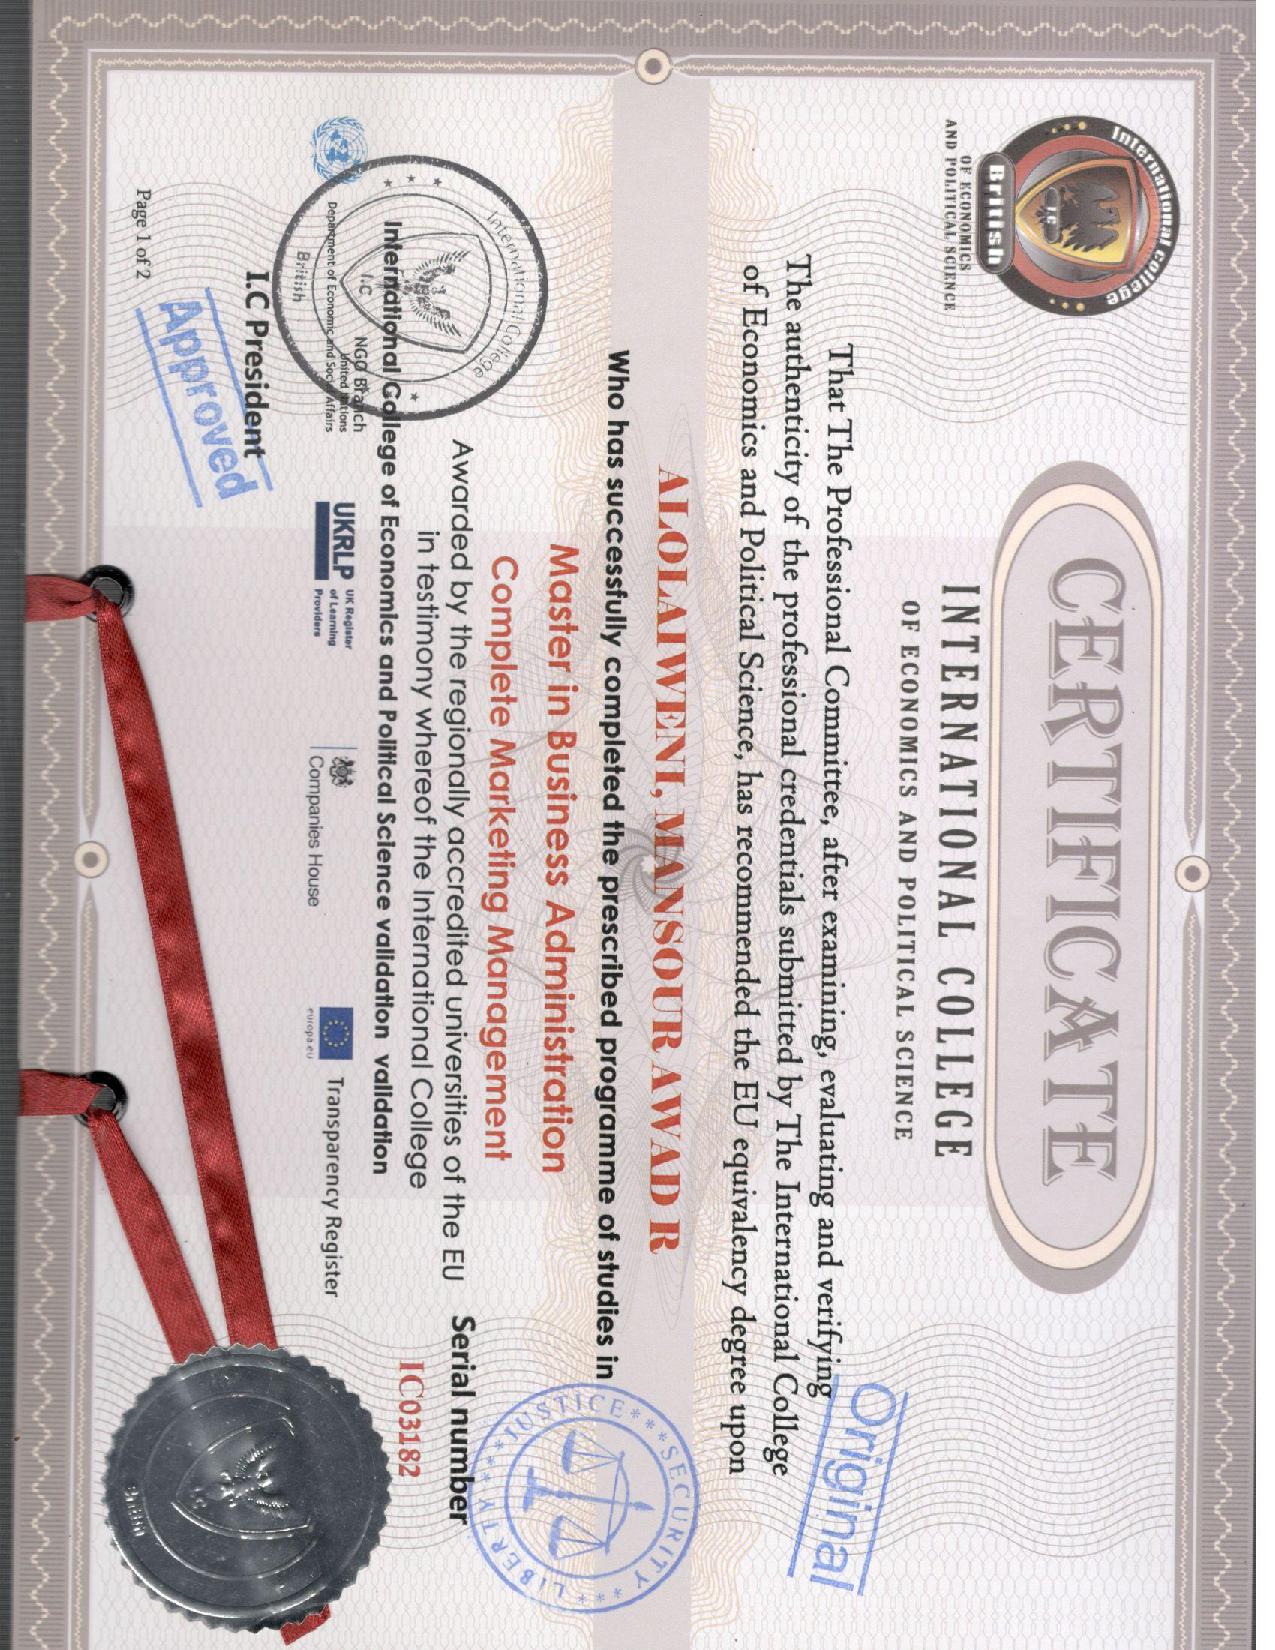 International college
I.C
British
OF ECONOMICS
AND POLITICAL SCIENCE
CERTIFICATE
INTERNATIONAL COLLEGE
OF ECONOMICS AND POLITICAL SCIENCE
Original
That The Professional Committee, after examining, evaluating and verifying
The authenticity of the professional credentials submitted by The International College
of Economics and Political Science, has recommended the EU equivalency degree upon
ALOLAIWENI, MANSOUR AWAD R
Who has successfully completed the prescribed programme of studies in
Master in Business Administration
Complete Marketing Management
***SECURITY***LIBERTY***JUSTICE
Awarded by the regionally accredited universities of the EU
in testimony whereof the International College
Serial number
IC03182
International College of Economics and Political Science validation validation
International College
I.C
British
NGO Branch
United Nations
Department of Economic and Social Affairs
UKRLP
UK Register
of Learning
Providers
Companies House
europa.eu
Transparency Register
I.C President
Approved
Page 1 of 2